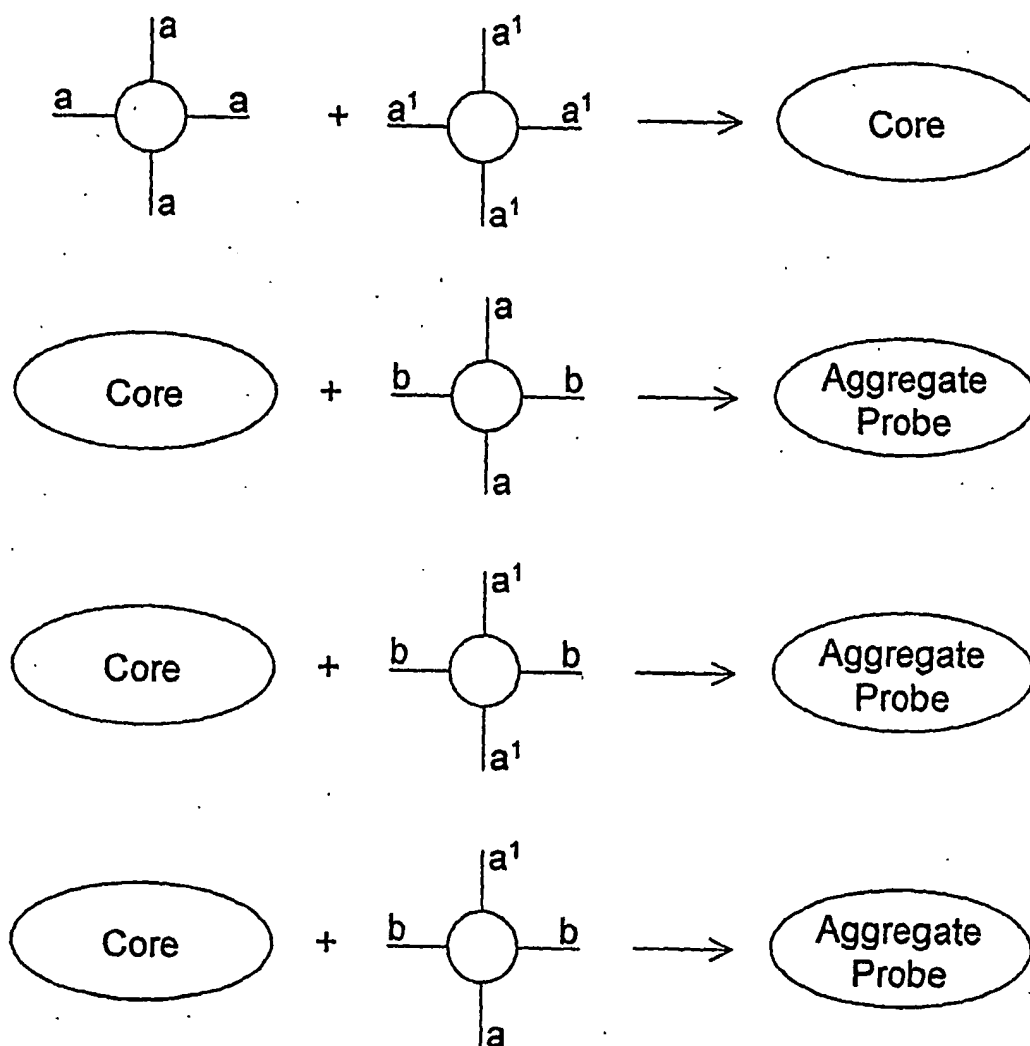 a a¹
a a + a¹ a¹ → Core
a a¹
a
Core + b b → Aggregate
Probe
a
a¹
Core + b b → Aggregate
Probe
a¹
a¹
Core + b b → Aggregate
Probe
a